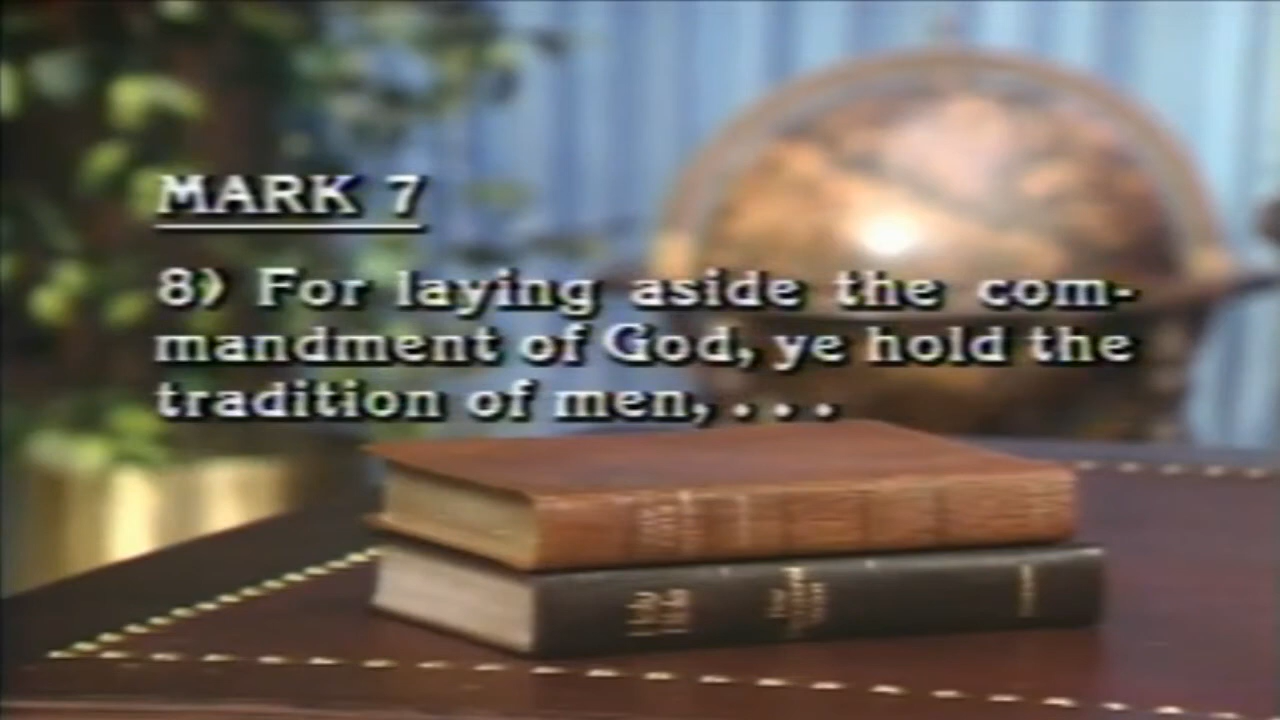 MARK 7
8) For laying aside the com-
mandment of God, ye hold the
tradition of men, . . .